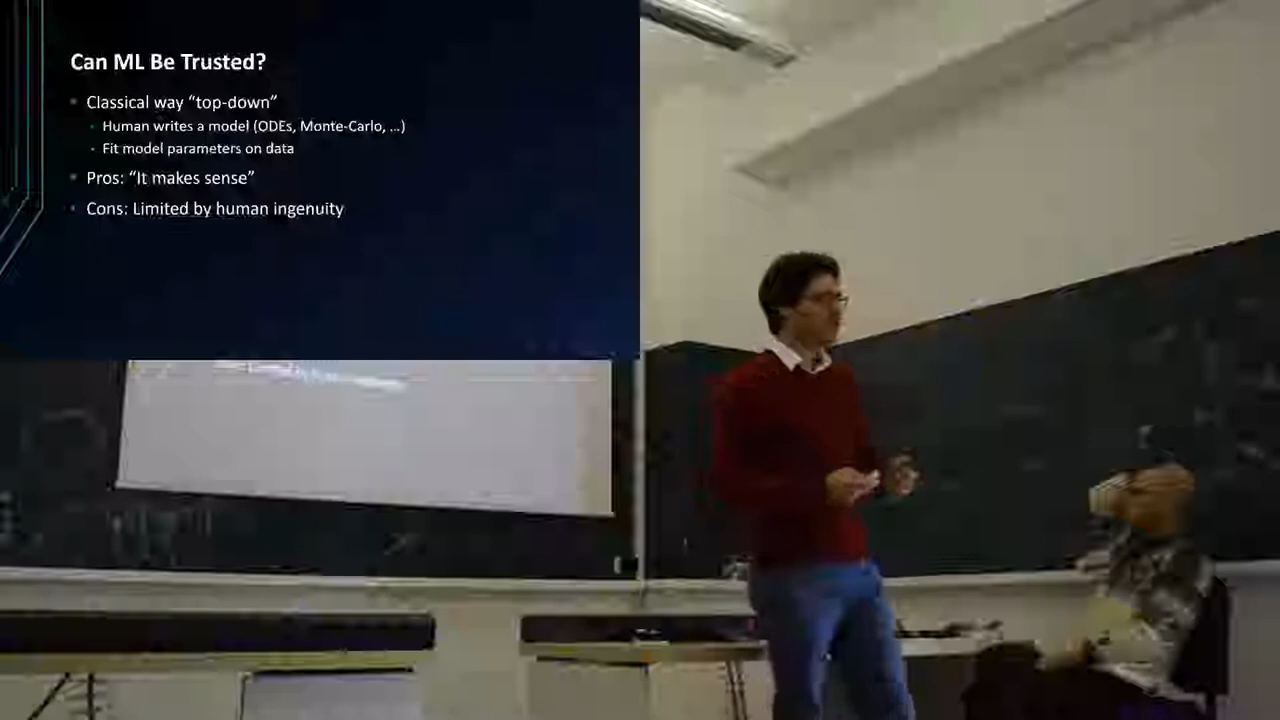 Can ML Be Trusted?
Classical way “top-down”
Human writes a model (ODEs, Monte-Carlo, …)
Fit model parameters on data
Pros: “It makes sense”
Cons: Limited by human ingenuity